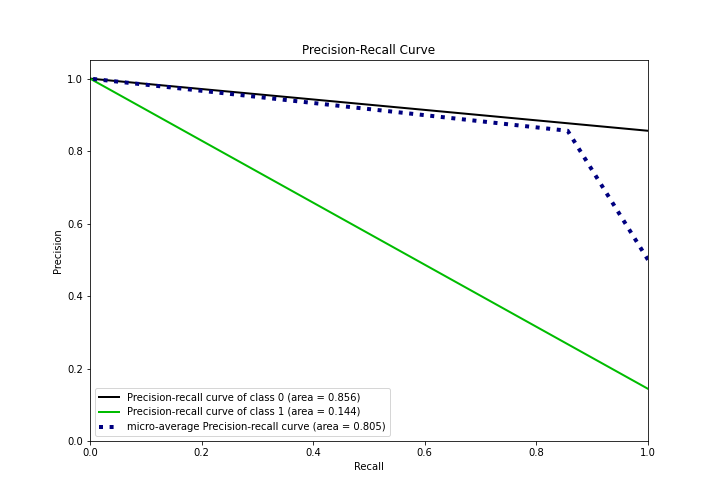 Precision-Recall Curve
1.0
0.8
0.6
0.4
0.2
0.0
Precision
Precision-recall curve of class 0 (area = 0.856)
Precision-recall curve of class 1 (area = 0.144)
micro-average Precision-recall curve (area = 0.805)
0.0 0.2 0.4 0.6 0.8 1.0
Recall